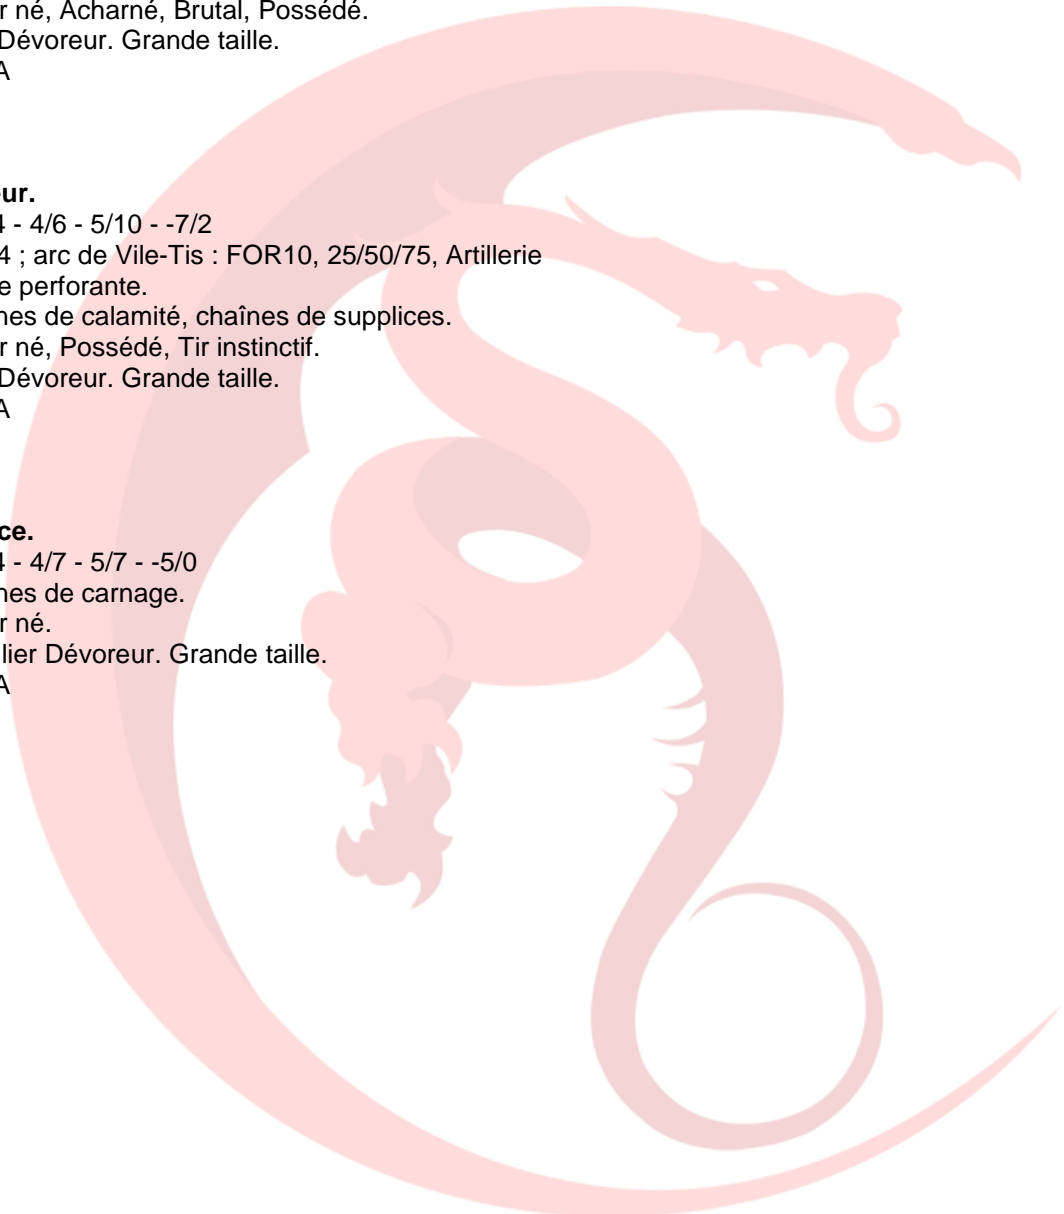 r né, Acharné, Brutal, Possédé.
Dévoreur. Grande taille.
A
eur.
4 - 4/6 - 5/10 - -7/2
4 ; arc de Vile-Tis : FOR10, 25/50/75, Artillerie
e perforante.
nes de calamité, chaînes de supplices.
r né, Possédé, Tir instinctif.
Dévoreur. Grande taille.
A
ce.
4 - 4/7 - 5/7 - -5/0
nes de carnage.
r né.
lier Dévoreur. Grande taille.
A